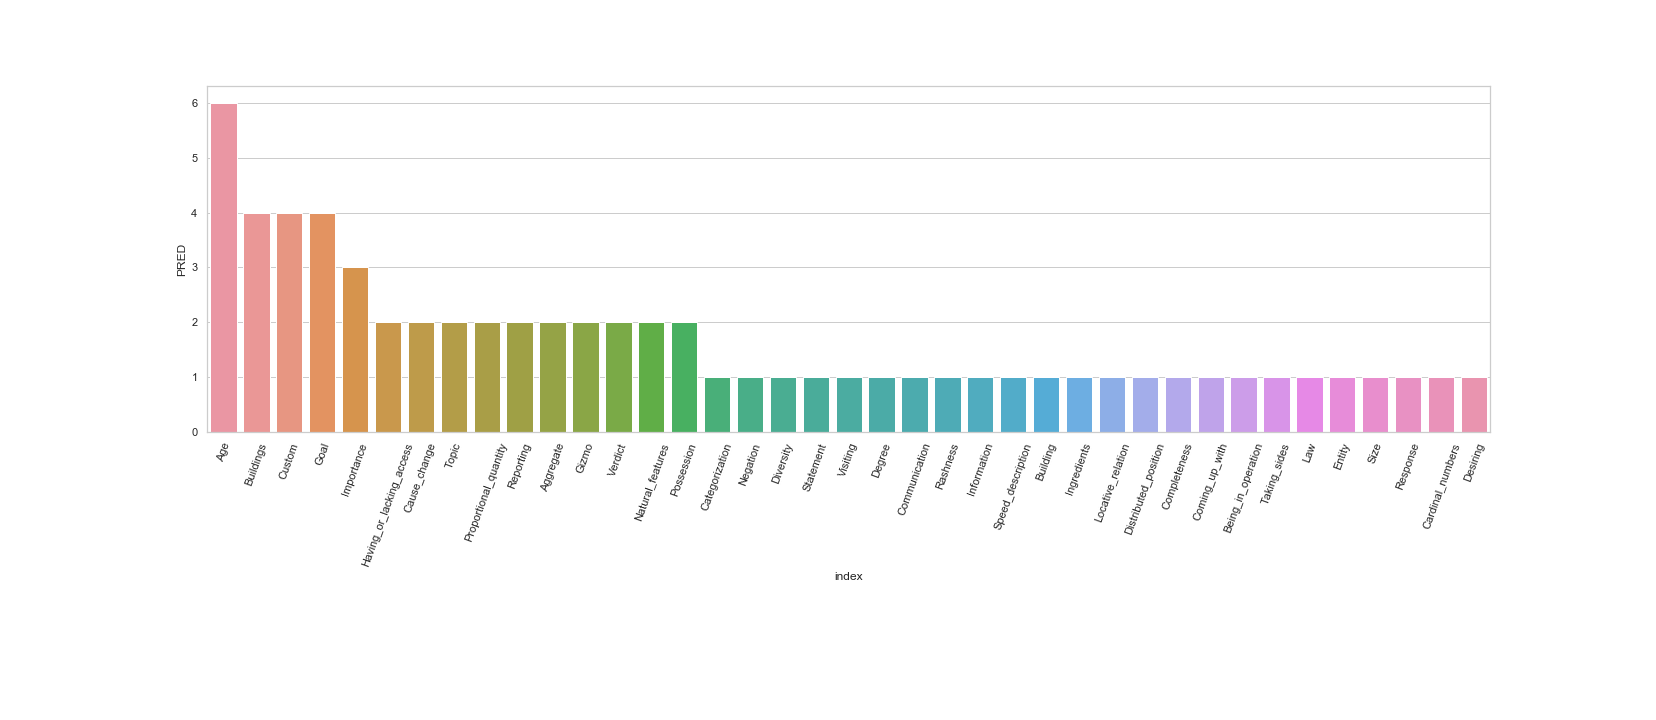 6
5
4
3
2
1
0
PRED
Age
Buildings
Custom
Goal
Importance
Having_or_lacking_access
Cause_change
Topic
Proportional_quantity
Reporting
Aggregate
Gizmo
Verdict
Natural_features
Possession
Categorization
Negation
Diversity
Statement
Visiting
Degree
Communication
Rashness
Information
Speed_description
Building
Ingredients
Locative_relation
Distributed_position
Completeness
Coming_up_with
Being_in_operation
Taking_sides
Law
Entity
Size
Response
Cardinal_numbers
Desiring
index